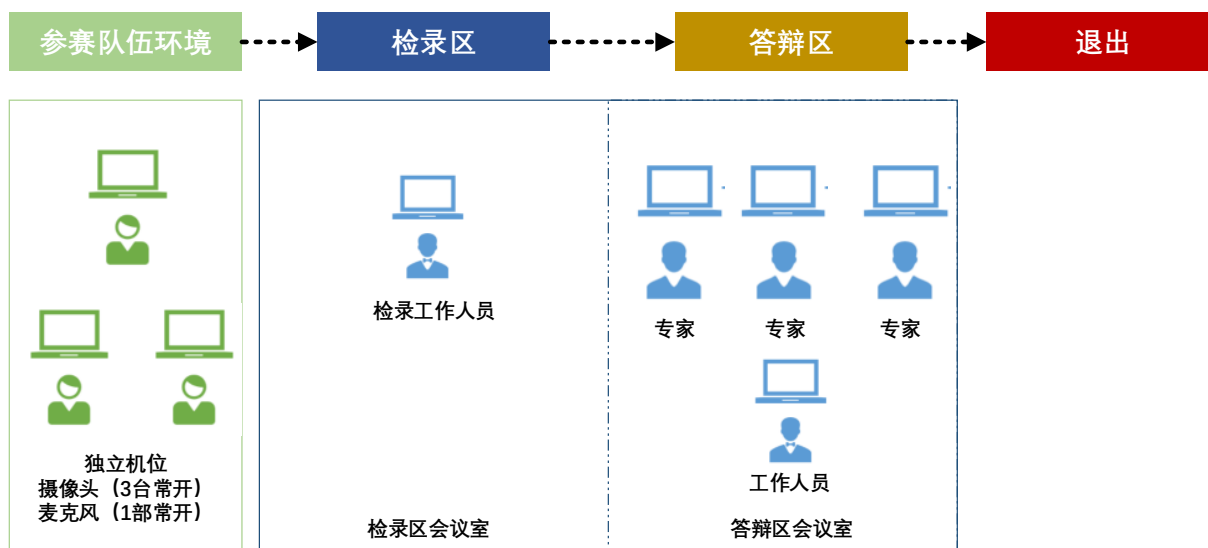 参赛队伍环境
检录区
答辩区
退出
检录工作人员
专家
专家
专家
独立机位
摄像头（3台常开）
麦克风（1部常开）
工作人员
检录区会议室
答辩区会议室